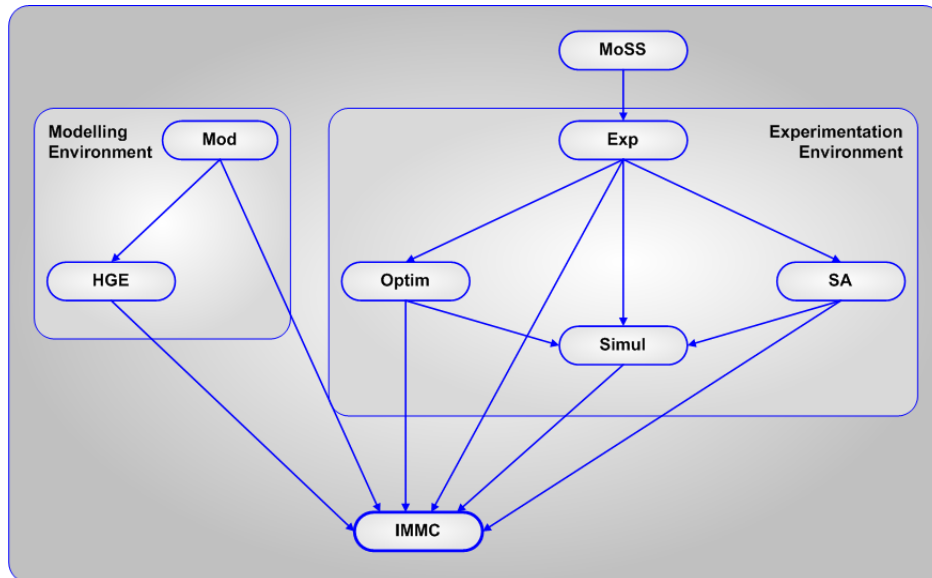 MoSS
Modelling
Environment
Mod
Exp
Experimentation
Environment
HGE
Optim
SA
Simul
IMMC